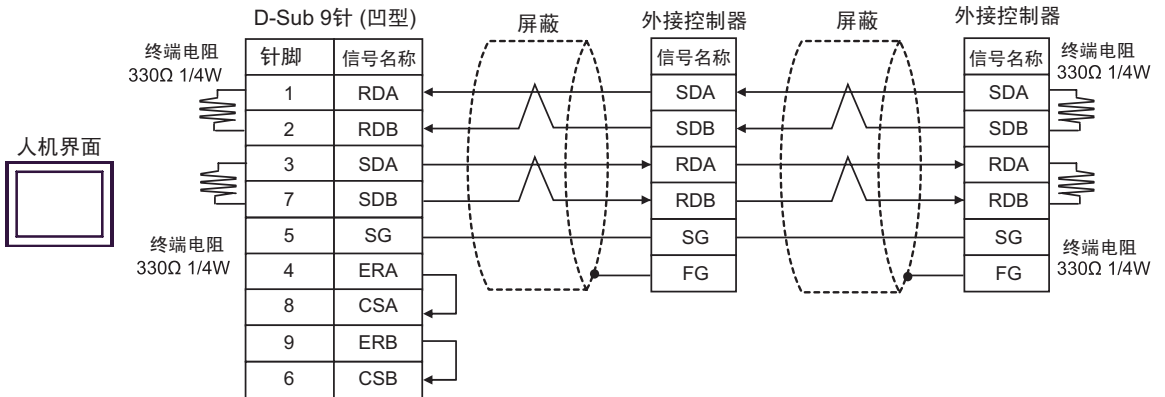 D-Sub 9针 (凹型)
屏蔽
外接控制器
屏蔽
外接控制器
终端电阻
330Ω 1/4W
针脚 信号名称
信号名称
信号名称
终端电阻
330Ω 1/4W
1 RDA
SDA
SDA
2 RDB
SDB
SDB
人机界面
3 SDA
RDA
RDA
7 SDB
RDB
RDB
终端电阻
330Ω 1/4W
5 SG
SG
SG
终端电阻
330Ω 1/4W
4 ERA
FG
FG
8 CSA
9 ERB
6 CSB